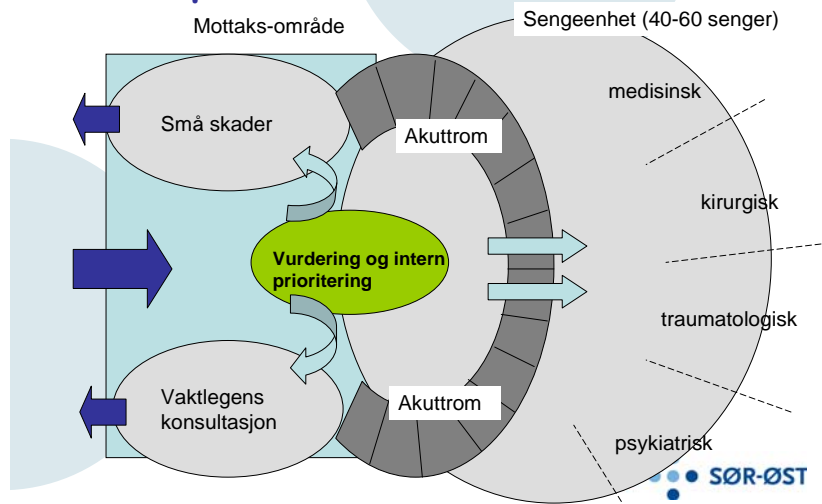 Mottaks-område
Sengeenhet (40-60 senger)
medisinsk
Små skader
Akuttrom
kirurgisk
Vurdering og intern
prioritering
traumatologisk
Vaktlegens
konsultasjon
Akuttrom
psykiatrisk
SØR-ØST